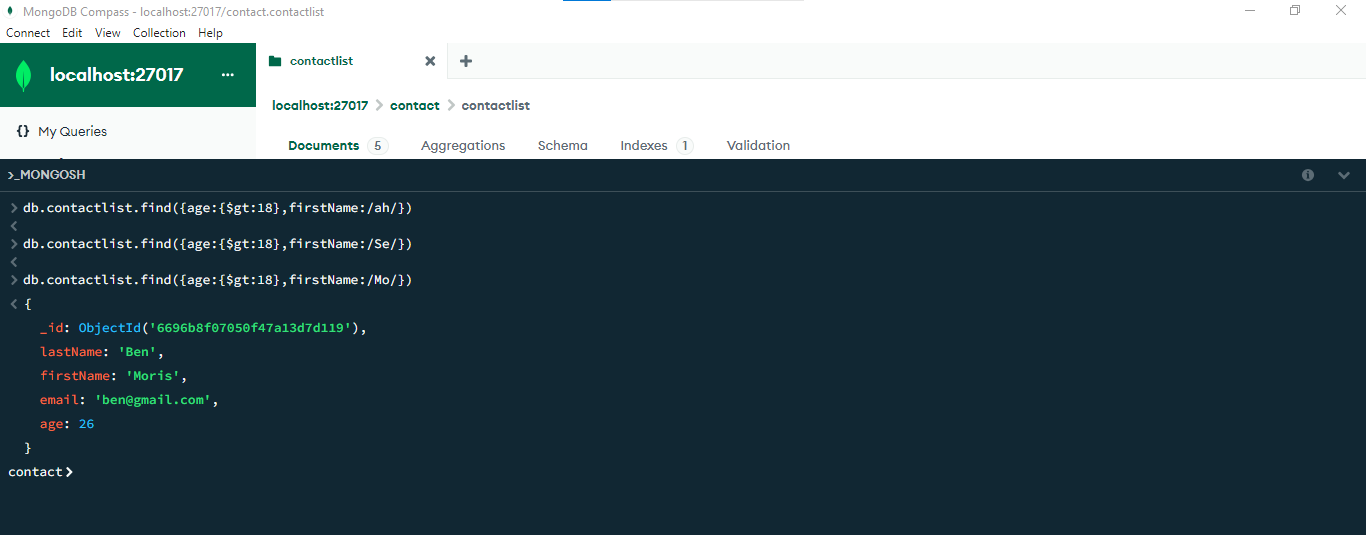 MongoDB Compass - localhost:27017/contact.contactlist
Connect Edit View Collection Help
localhost:27017 ...
contactlist
localhost:27017 > contact > contactlist
{} My Queries
Documents 5 Aggregations Schema Indexes 1 Validation
>_MONGOSH
> db.contactlist.find({age:{$gt:18},firstName:/ah/})
<
> db.contactlist.find({age:{$gt:18},firstName:/Se/})
<
> db.contactlist.find({age:{$gt:18},firstName:/Mo/})
< {
_id: ObjectId('6696b8f07050f47a13d7d119'),
lastName: 'Ben',
firstName: 'Moris',
email: 'ben@gmail.com',
age: 26
}
contact>